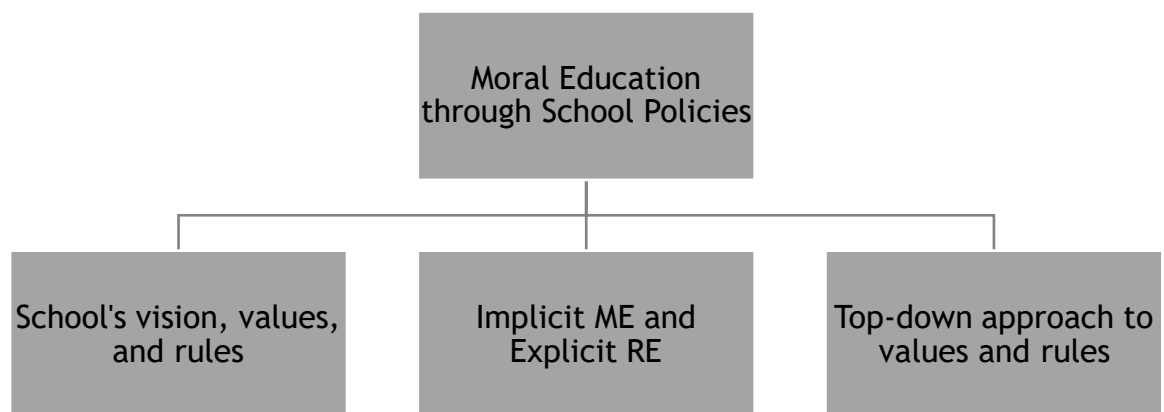 Moral Education
through School Policies
School's vision, values,
and rules
Implicit ME and
Explicit RE
Top-down approach to
values and rules